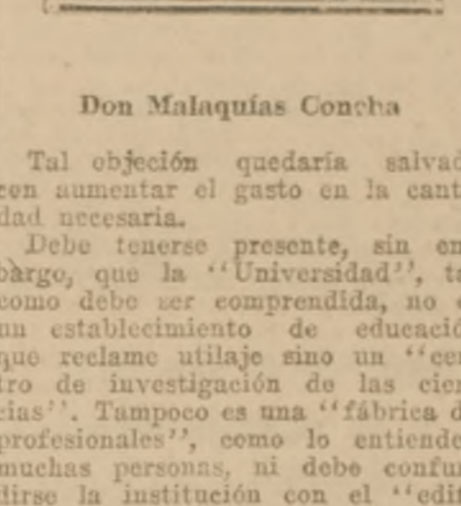 Don Malaquías Concha
Tal objeción quedaría salvad
con aumentar el gasto en la cant
dad necesaria.
Debe tenerse presente, sin em
bargo, que la "Universidad", ta
como debe ser comprendida, no e
un establecimiento de educació
que reclame utilaje sino un "cen
tro de investigación de las cien
cias". Tampoco es una "fábrica d
profesionales", como lo entiende
muchas personas, ni debe confun
dirse la institución con el "edif